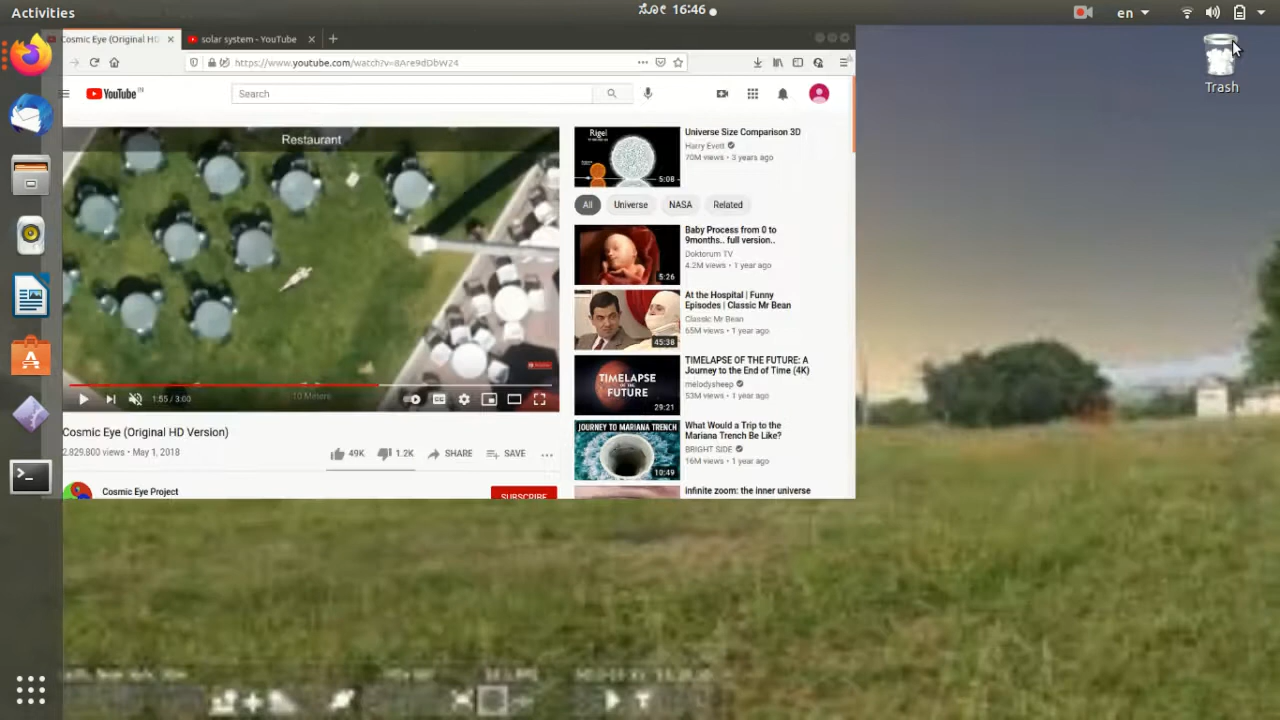 Activities
ಸೋಮ 16:46
en
Cosmic Eye (Original HD
solar system - YouTube
https://www.youtube.com/watch?v=8Are9dDbW24
YouTube IN
Search
Trash
Restaurant
10 Meters
1:55 / 3:00
Cosmic Eye (Original HD Version)
2,829,800 views • May 1, 2018
49K
1.2K
SHARE
SAVE
Cosmic Eye Project
SUBSCRIBE
Rigel
5:08
Universe Size Comparison 3D
Harry Evett
70M views • 3 years ago
All
Universe
NASA
Related
5:26
Baby Process from 0 to
9months.. full version..
Doktorum TV
4.2M views • 1 year ago
45:38
At the Hospital | Funny
Episodes | Classic Mr Bean
Classic Mr Bean
65M views • 1 year ago
TIMELAPSE
OF THE
FUTURE
29:21
TIMELAPSE OF THE FUTURE: A
Journey to the End of Time (4K)
melodysheep
53M views • 1 year ago
JOURNEY TO MARIANA TRENCH
10:49
What Would a Trip to the
Mariana Trench Be Like?
BRIGHT SIDE
16M views • 1 year ago
infinite zoom: the inner universe